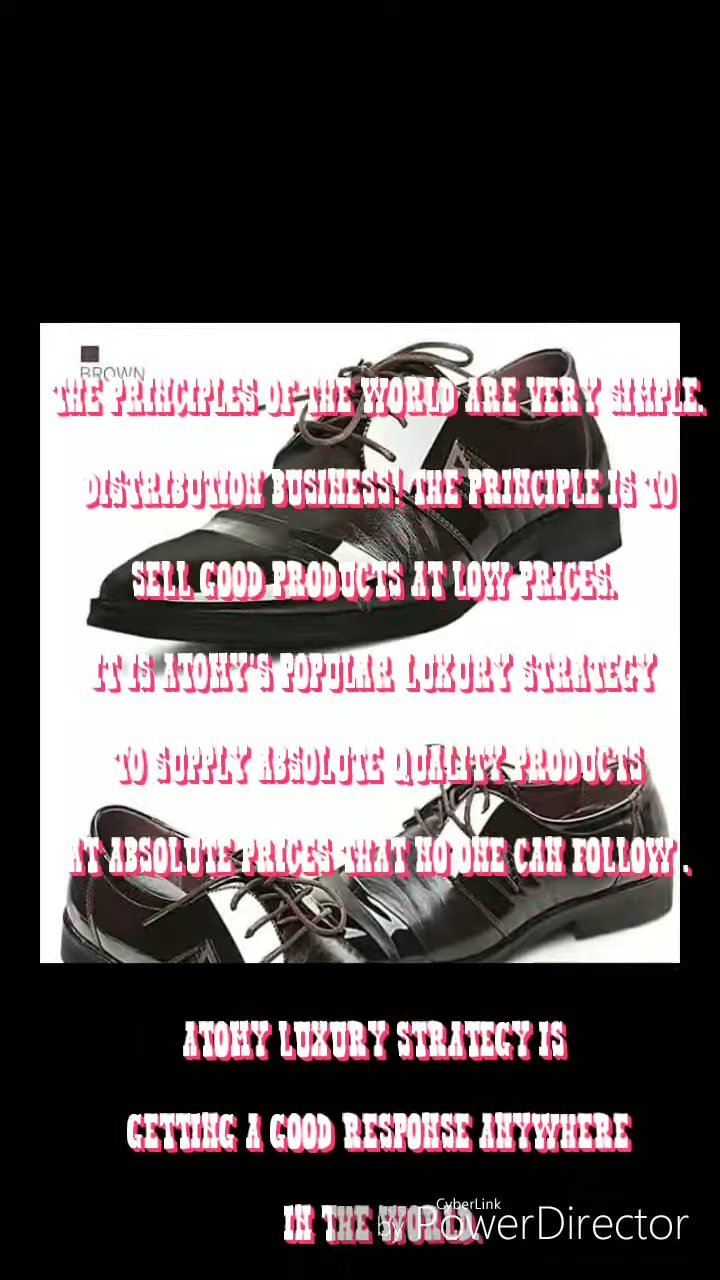 BROWN
THE PRINCIPLES OF THE WORLD ARE VERY SIMPLE.
DISTRIBUTION BUSINESS! THE PRINCIPLE IS TO
SELL GOOD PRODUCTS AT LOW PRICES.
IT IS ATOMY'S POPULAR LUXURY STRATEGY
TO SUPPLY ABSOLUTE QUALITY PRODUCTS
AT ABSOLUTE PRICES THAT NO ONE CAN FOLLOW .
ATOMY LUXURY STRATEGY IS
GETTING A GOOD RESPONSE ANYWHERE
IN THE WORLD.
CyberLink
by PowerDirector